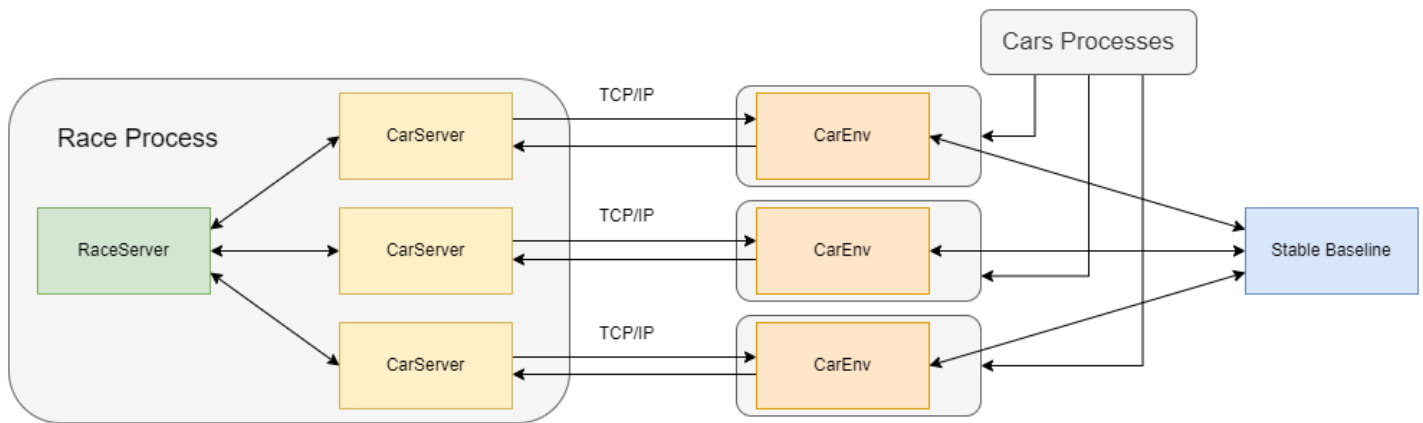 Cars Processes
Race Process
CarServer
TCP/IP
CarEnv
RaceServer
CarServer
TCP/IP
CarEnv
Stable Baseline
CarServer
TCP/IP
CarEnv